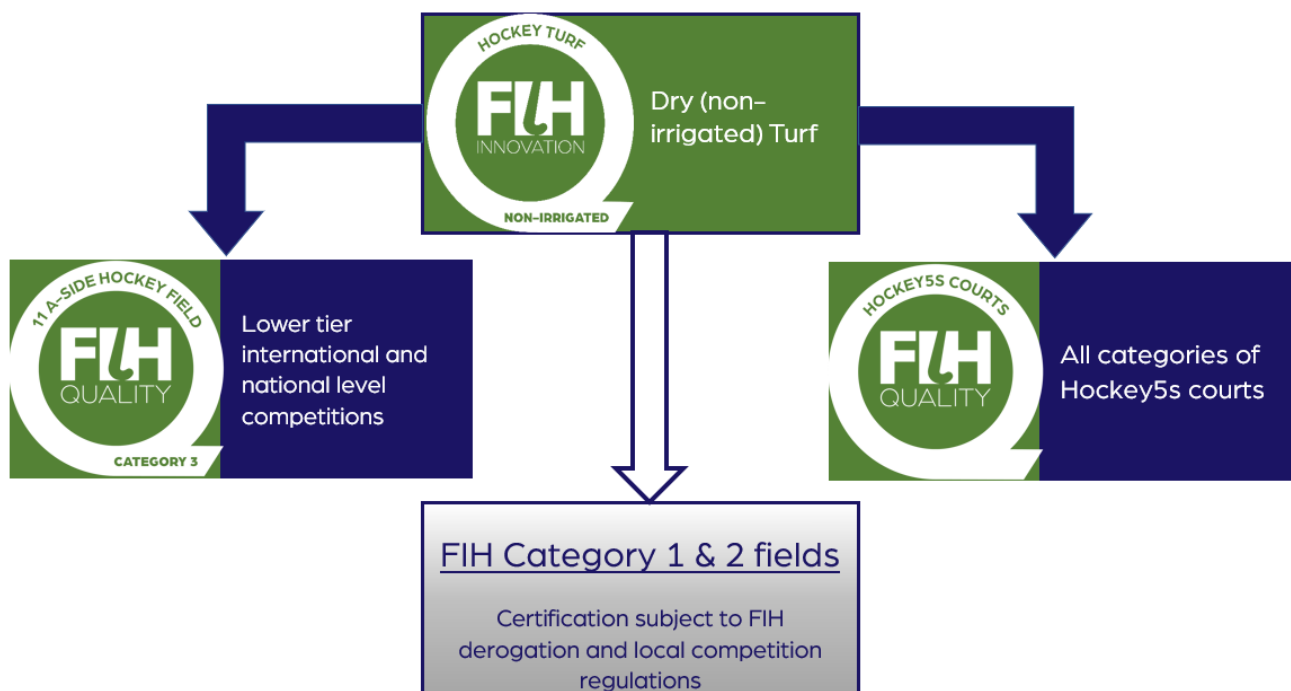 HOCKEY TURF
FIH
INNOVATION
NON-IRRIGATED
Dry (non-
irrigated) Turf
11 A-SIDE HOCKEY FIELD
FIH
QUALITY
CATEGORY 3
Lower tier
international and
national level
competitions
HOCKEY5S COURTS
FIH
QUALITY
All categories of
Hockey5s courts
FIH Category 1 & 2 fields
Certification subject to FIH
derogation and local competition
regulations